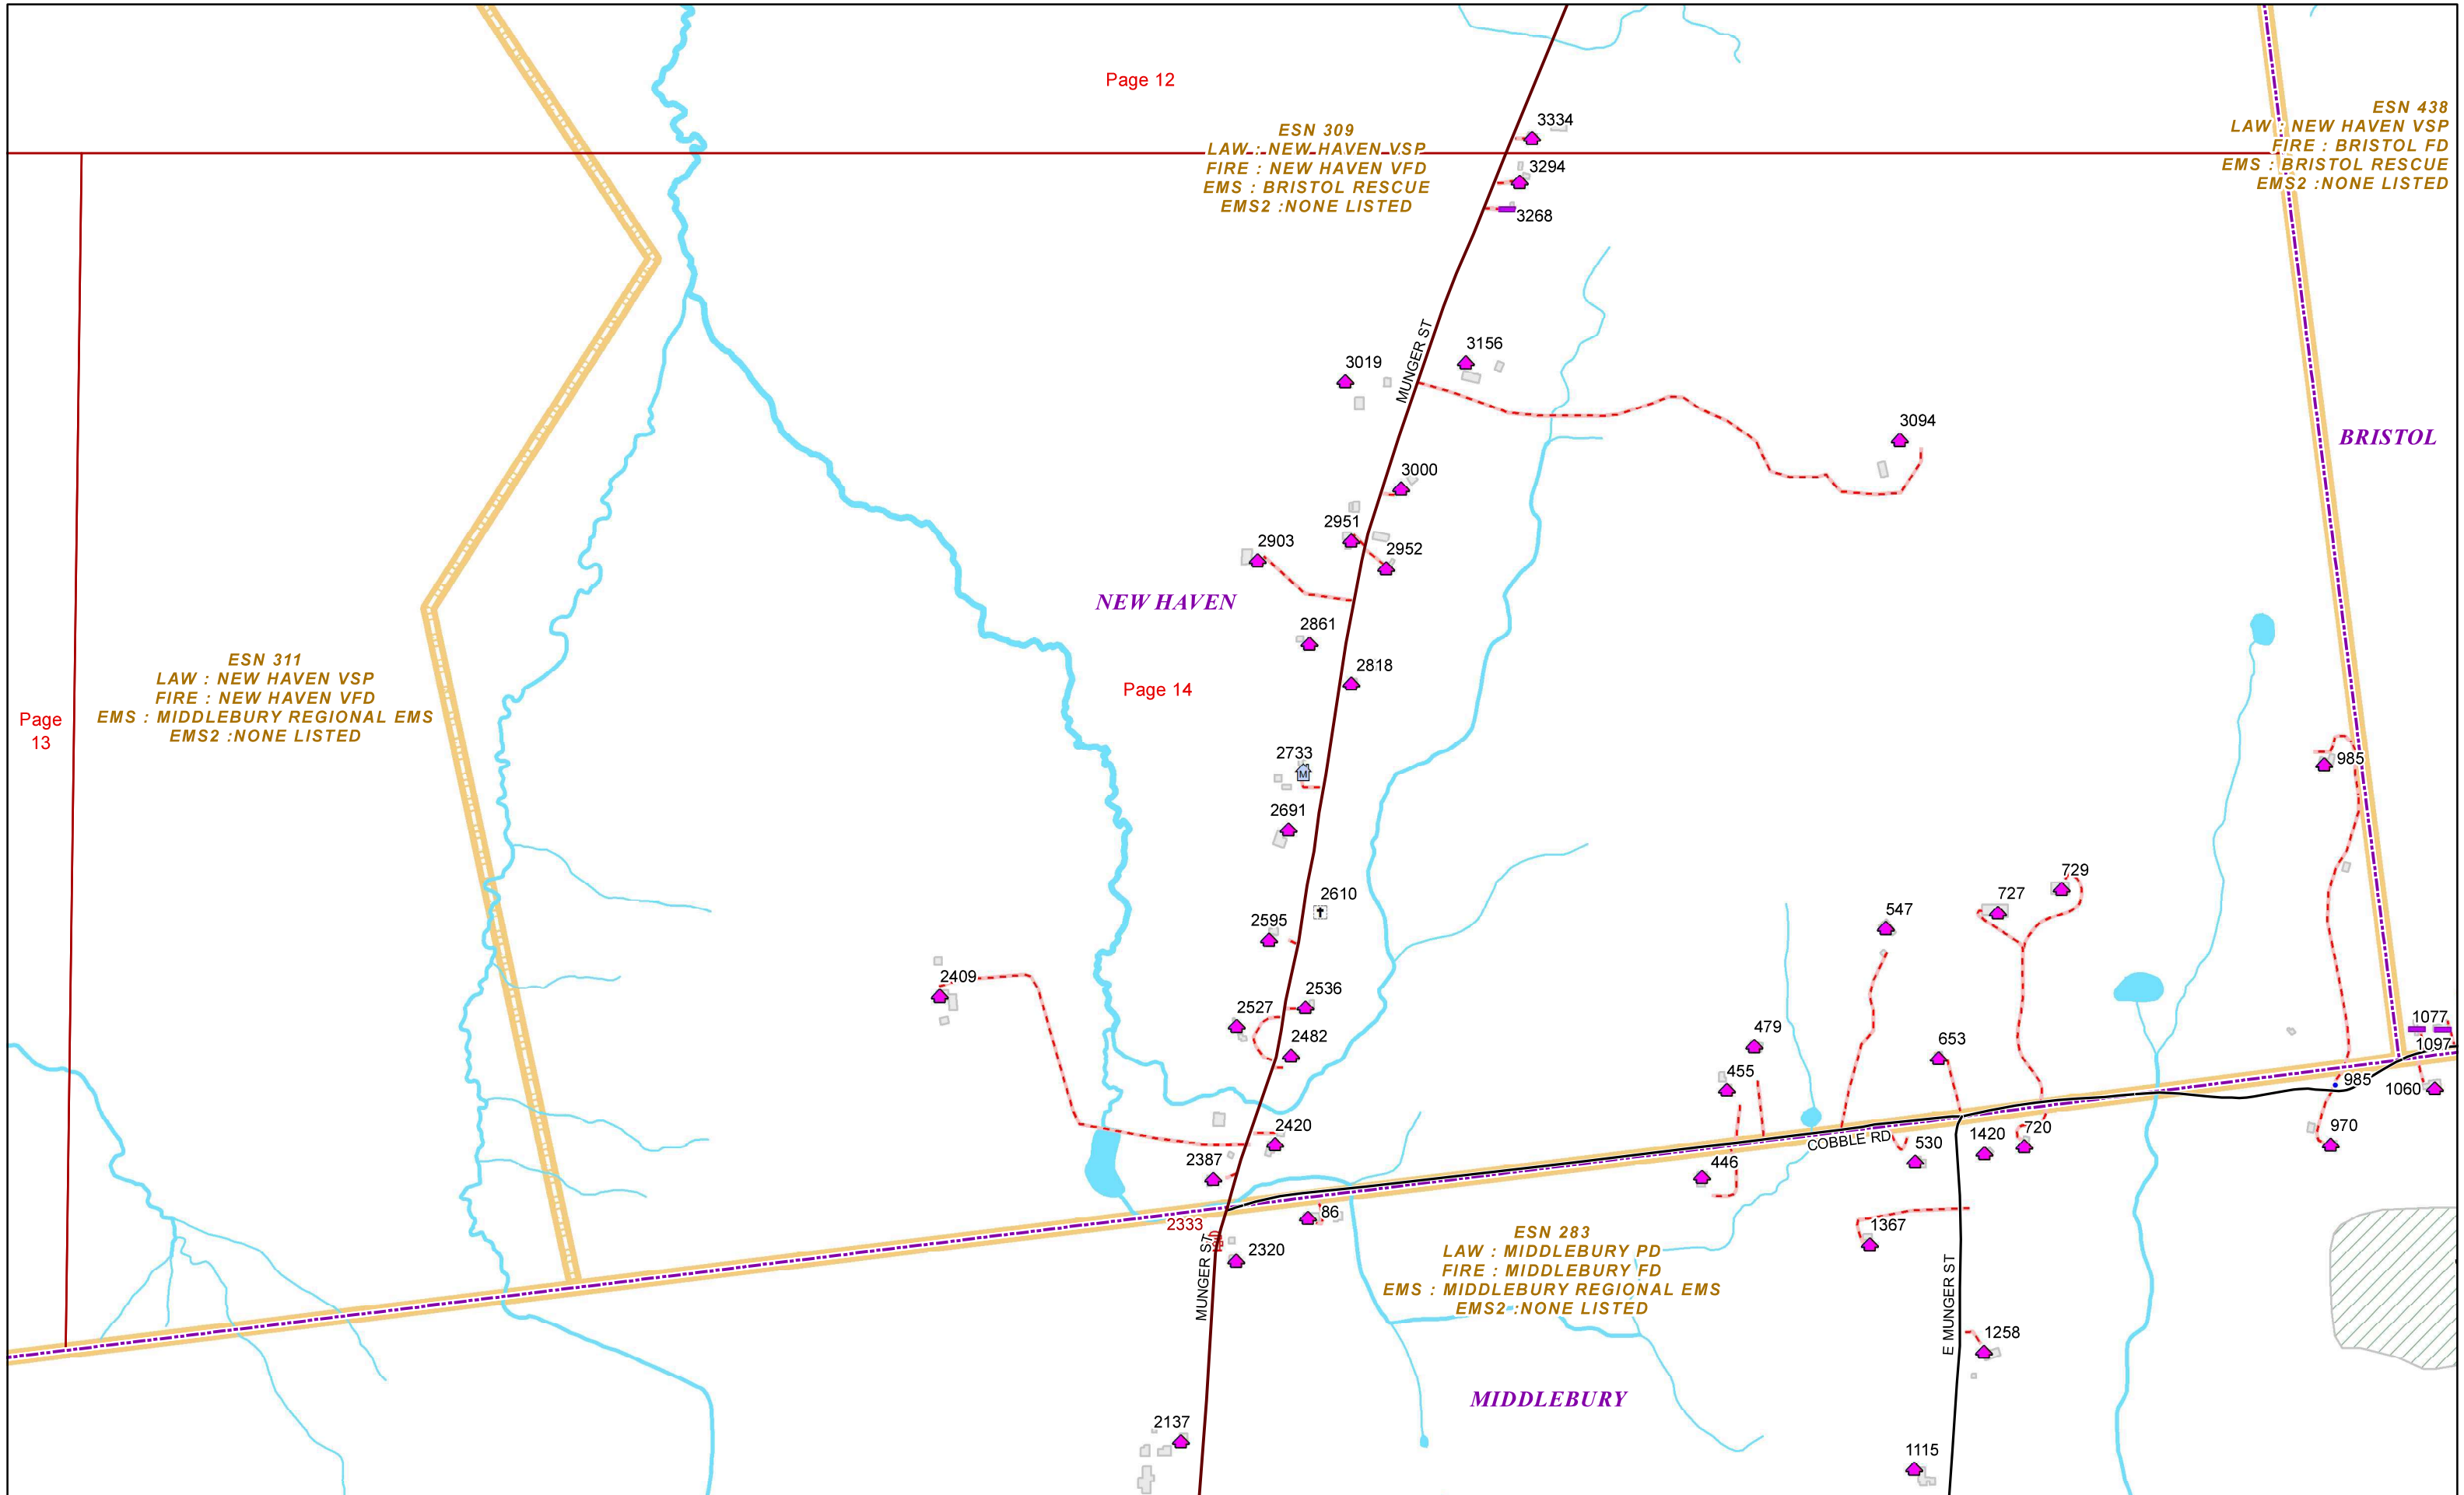 Page 12
ESN 309
LAW : NEW HAVEN VSP
FIRE : NEW HAVEN VFD
EMS : BRISTOL RESCUE
EMS2 :NONE LISTED
ESN 438
LAW : NEW HAVEN VSP
FIRE : BRISTOL FD
EMS : BRISTOL RESCUE
EMS2 :NONE LISTED
3334
3294
3268
MUNGER ST
3156
3019
3094
BRISTOL
3000
2951
2952
2903
NEW HAVEN
2861
2818
Page 14
ESN 311
LAW : NEW HAVEN VSP
FIRE : NEW HAVEN VFD
EMS : MIDDLEBURY REGIONAL EMS
EMS2 :NONE LISTED
Page
13
2733
M
985
2691
729
727
2610
547
2595
2409
2536
2527
2482
479
653
1077
1097
455
985
1060
2420
COBBLE RD
530
1420
720
970
2387
446
86
2333
1367
2320
MUNGER ST
ESN 283
LAW : MIDDLEBURY PD
FIRE : MIDDLEBURY FD
EMS : MIDDLEBURY REGIONAL EMS
EMS2 :NONE LISTED
E MUNGER ST
1258
MIDDLEBURY
2137
1115